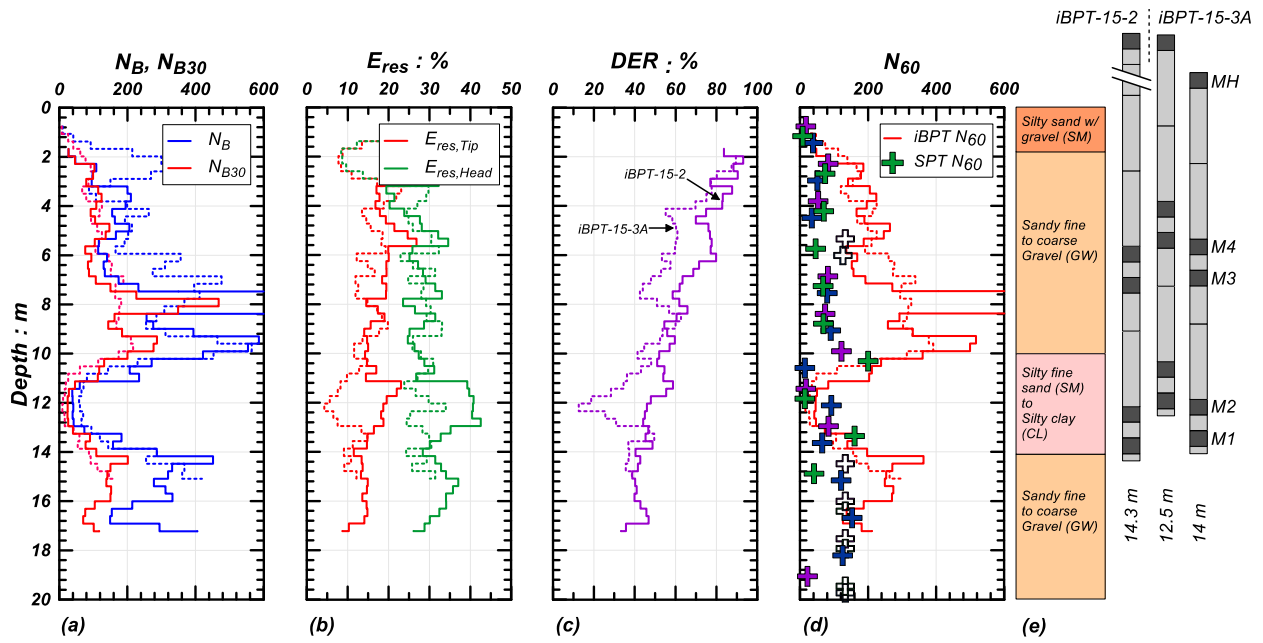 iBPT-15-2
iBPT-15-3A
N_B, N_B30
E_res : %
DER : %
N_60
0 200 400 600
0 10 20 30 40 50
0 20 40 60 80 100
0 200 400 600
Depth : m
0
2
4
6
8
10
12
14
16
18
20
N_B
N_B30
E_res,Tip
E_res,Head
iBPT-15-2
iBPT-15-3A
iBPT N_60
SPT N_60
Silty sand w/
gravel (SM)
Sandy fine
to coarse
Gravel (GW)
Silty fine
sand (SM)
to
Silty clay
(CL)
Sandy fine
to coarse
Gravel (GW)
MH
M4
M3
M2
M1
14.3 m
12.5 m
14 m
(a)
(b)
(c)
(d)
(e)